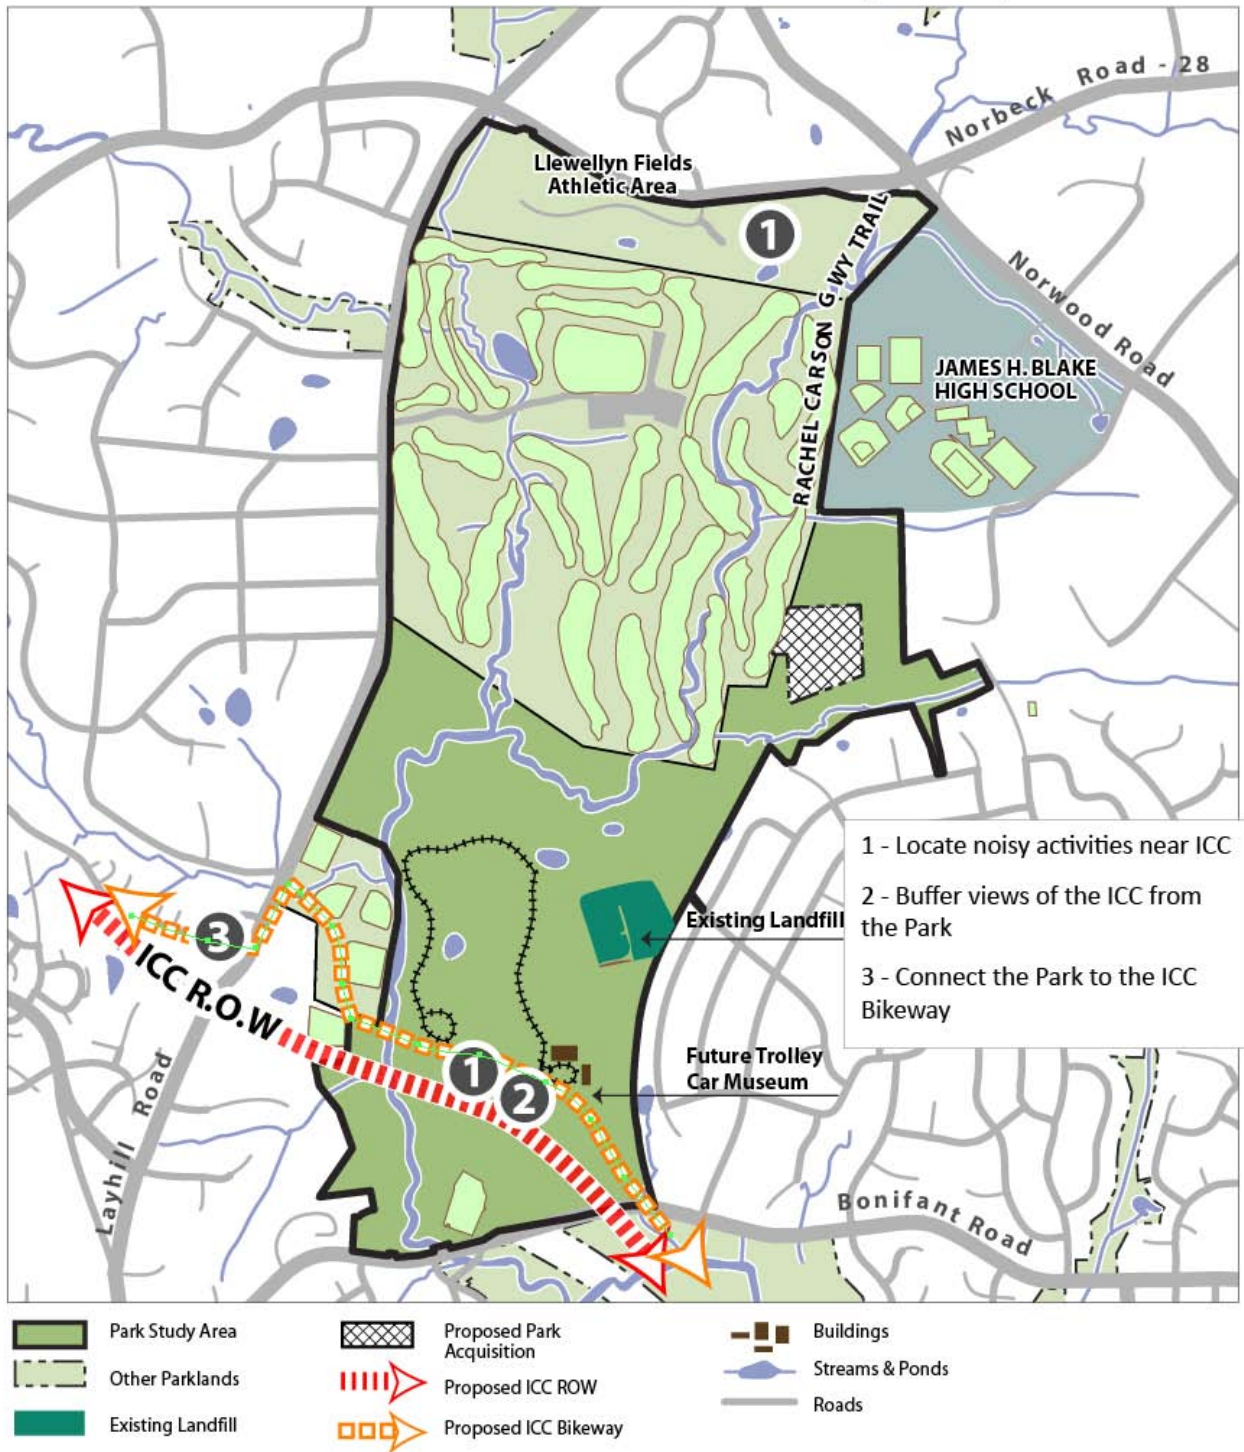 Norbeck Road - 28
Llewellyn Fields
Athletic Area
1
RACHEL CARSON GWY TRAIL
Norwood Road
JAMES H. BLAKE
HIGH SCHOOL
1 - Locate noisy activities near ICC
2 - Buffer views of the ICC from
the Park
3 - Connect the Park to the ICC
Bikeway
Existing Landfill
3
ICC R.O.W
Future Trolley
Car Museum
1
2
Layhill Road
Bonifant Road
Park Study Area
Other Parklands
Existing Landfill
Proposed Park
Acquisition
Proposed ICC ROW
Proposed ICC Bikeway
Buildings
Streams & Ponds
Roads